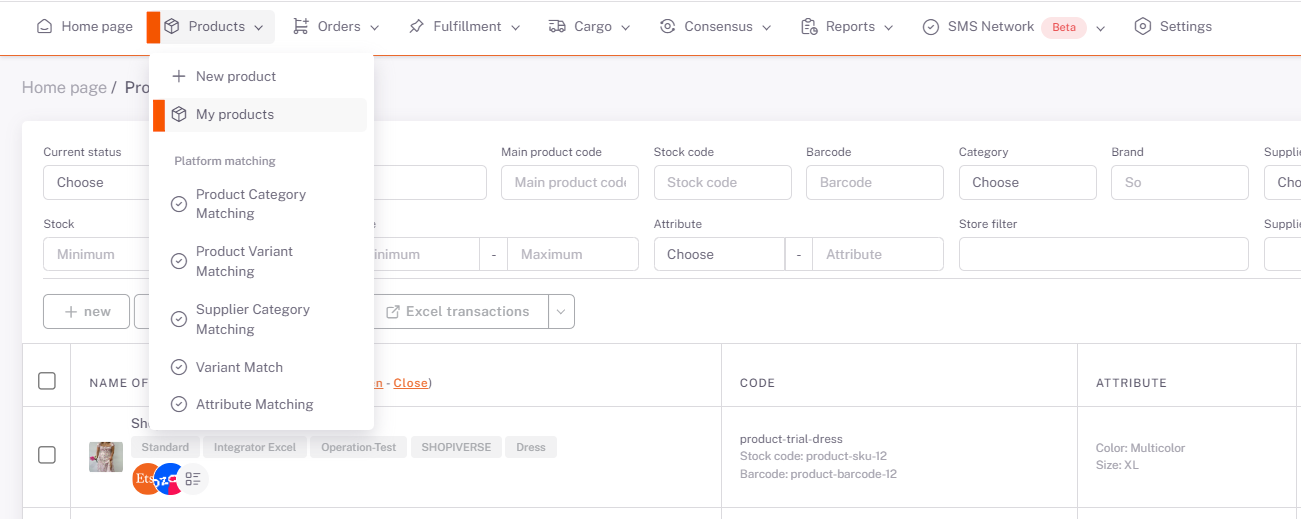 Home page
Products
Orders
Fulfillment
Cargo
Consensus
Reports
SMS Network Beta
Settings
New product
My products
Platform matching
Product Category
Matching
Product Variant
Matching
Supplier Category
Matching
Variant Match
Attribute Matching
Home page / Pro
Current status
Main product code
Stock code
Barcode
Category
Brand
Supplie
Choose
Main product code
Stock code
Barcode
Choose
So
Cho
Stock
Attribute
Store filter
Supplie
Minimum
inimum - Maximum
Choose - Attribute
+ new
Excel transactions
NAME OF
n - Close)
CODE
ATTRIBUTE
Sho
Standard
Integrator Excel
Operation-Test
SHOPIVERSE
Dress
Ets
oz
product-trial-dress
Stock code: product-sku-12
Barcode: product-barcode-12
Color: Multicolor
Size: XL